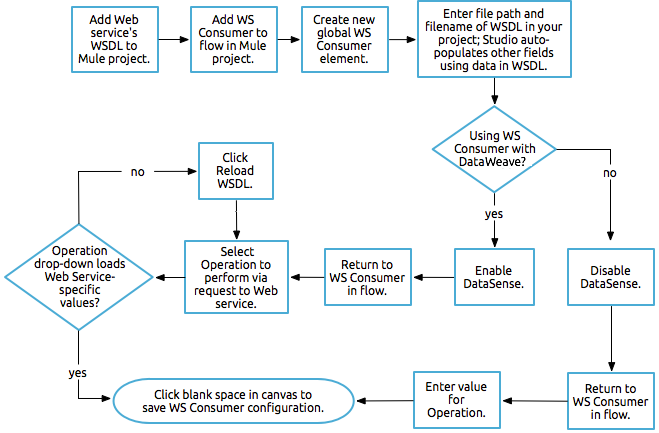 Add Web
service's
WSDL to
Mule project.
Add WS
Consumer to
flow in Mule
project.
Create new
global WS
Consumer
element.
Enter file path and
filename of WSDL in your
project; Studio auto-
populates other fields
using data in WSDL.
Using WS
Consumer with
DataWeave?
no
yes
Click
Reload
WSDL.
no
Operation
drop-down loads
Web Service-
specific
values?
Select
Operation to
perform via
request to Web
service.
Return to
WS Consumer
in flow.
Enable
DataSense.
Disable
DataSense.
yes
Click blank space in canvas to
save WS Consumer configuration.
Enter value
for
Operation.
Return to
WS Consumer
in flow.